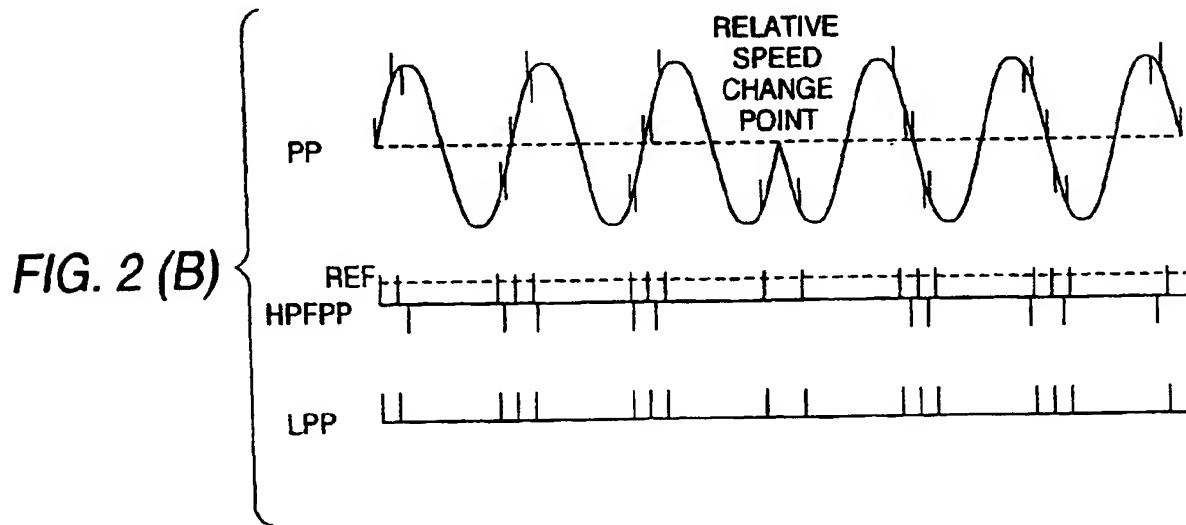 RELATIVE
SPEED
CHANGE
POINT
PP
FIG. 2 (B)
REF
HPFPP
LPP